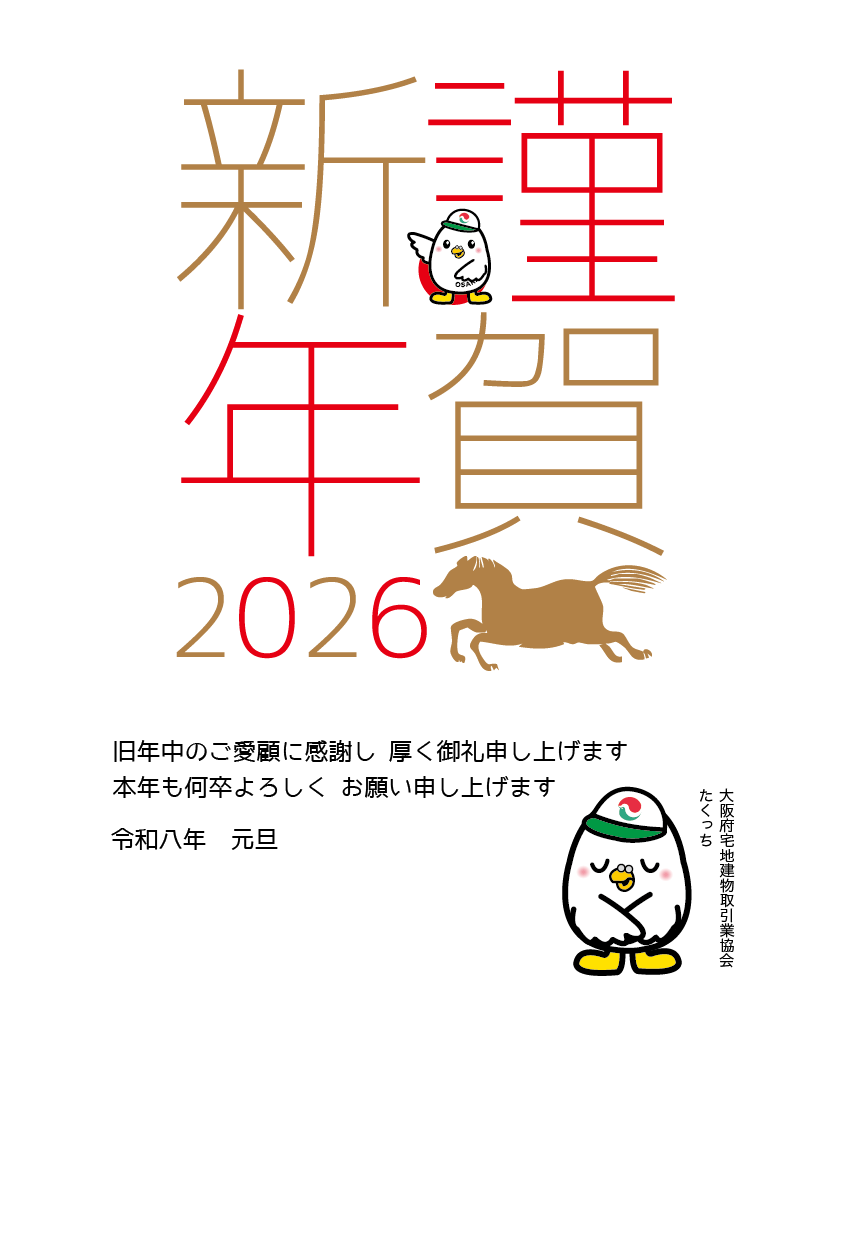 謹賀
新年
2026
OSAKA
旧年中のご愛顧に感謝し 厚く御礼申し上げます
本年も何卒よろしく お願い申し上げます
令和八年　元旦
大阪府宅地建物取引業協会
たくっち